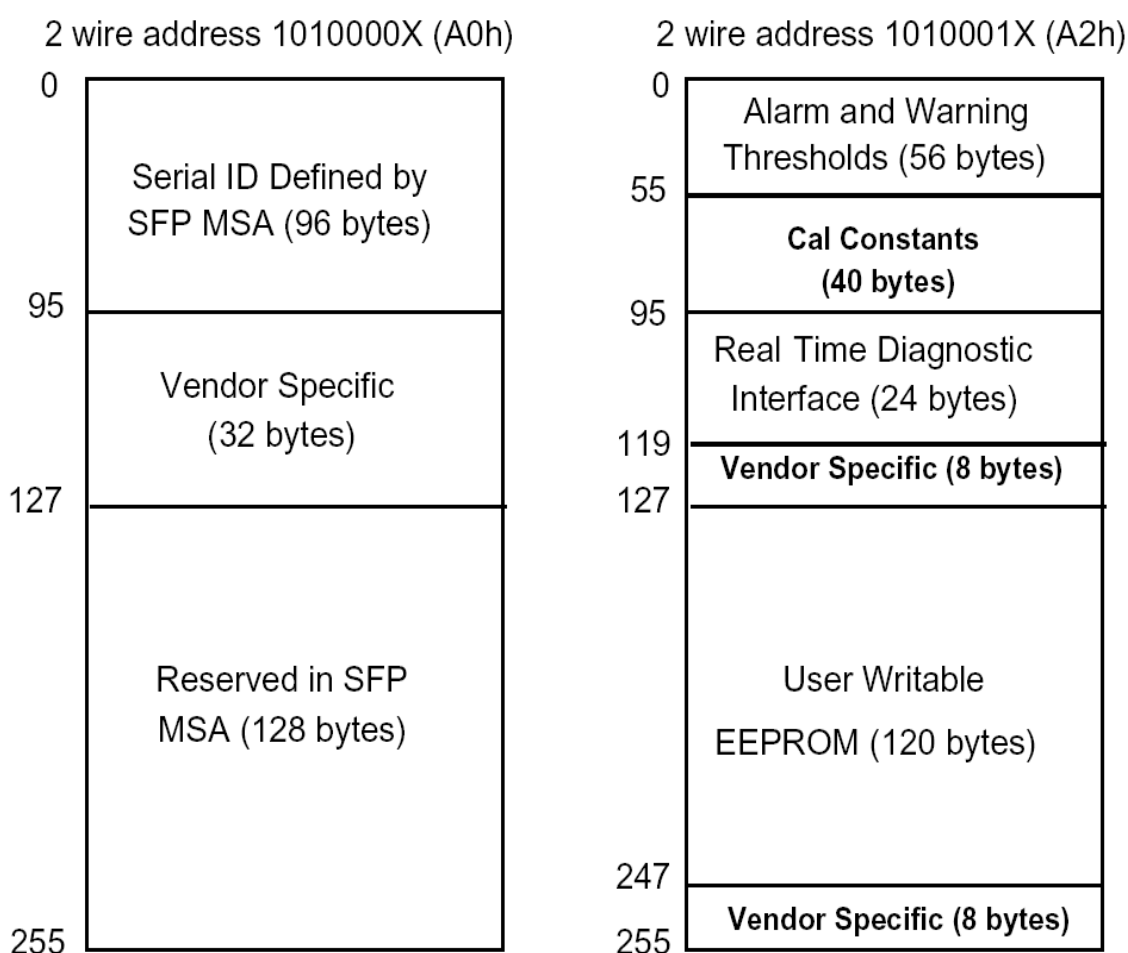 2 wire address 1010000X (A0h)
0
Serial ID Defined by
SFP MSA (96 bytes)
95
Vendor Specific
(32 bytes)
127
Reserved in SFP
MSA (128 bytes)
255
2 wire address 1010001X (A2h)
0
Alarm and Warning
Thresholds (56 bytes)
55
Cal Constants
(40 bytes)
95
Real Time Diagnostic
Interface (24 bytes)
119
Vendor Specific (8 bytes)
127
User Writable
EEPROM (120 bytes)
247
Vendor Specific (8 bytes)
255